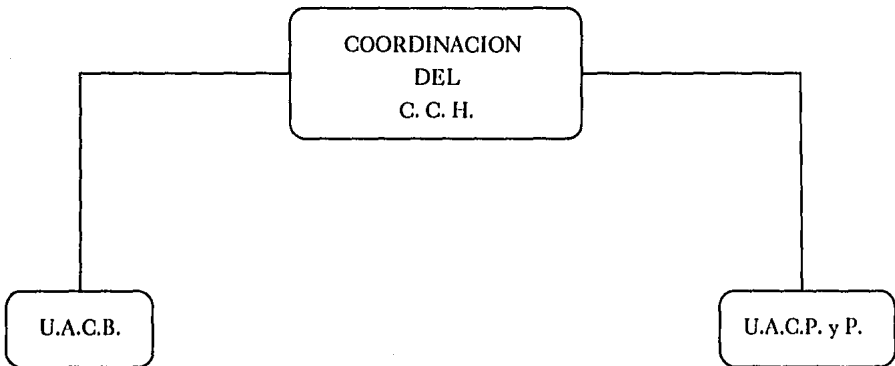 COORDINACION
DEL
C. C. H.
U.A.C.B.
U.A.C.P. y P.